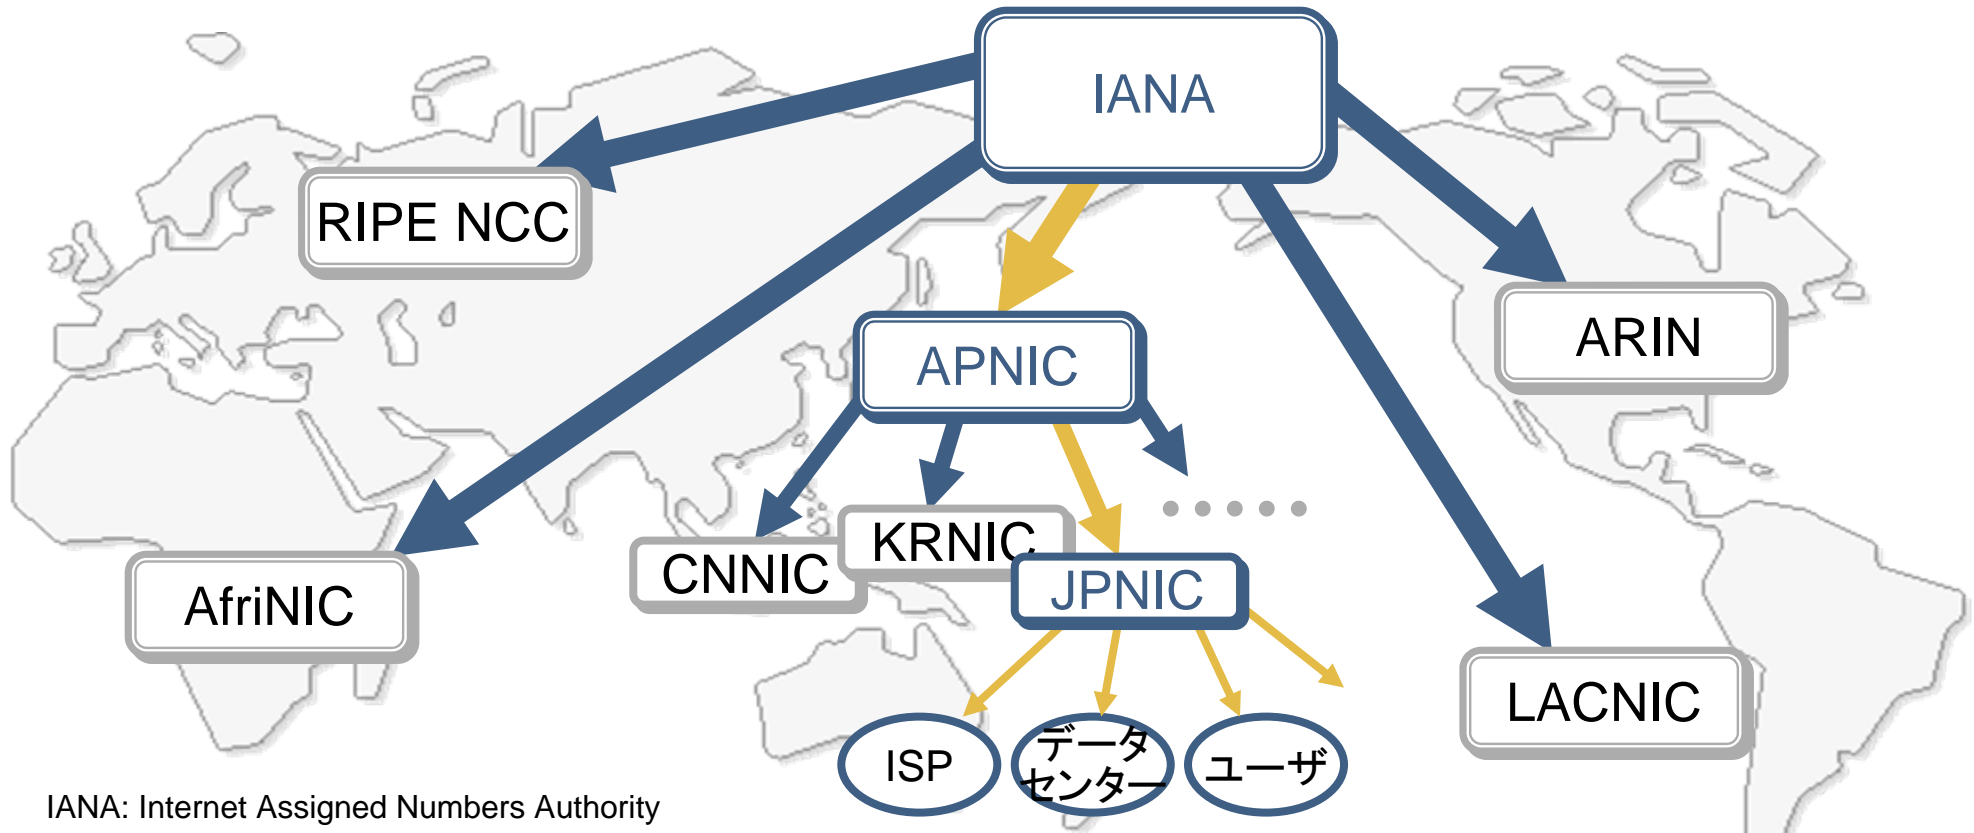 IANA
RIPE NCC
ARIN
APNIC
KRNIC
CNNIC
JPNIC
AfriNIC
LACNIC
ISP
データ
センター
ユーザ
IANA: Internet Assigned Numbers Authority